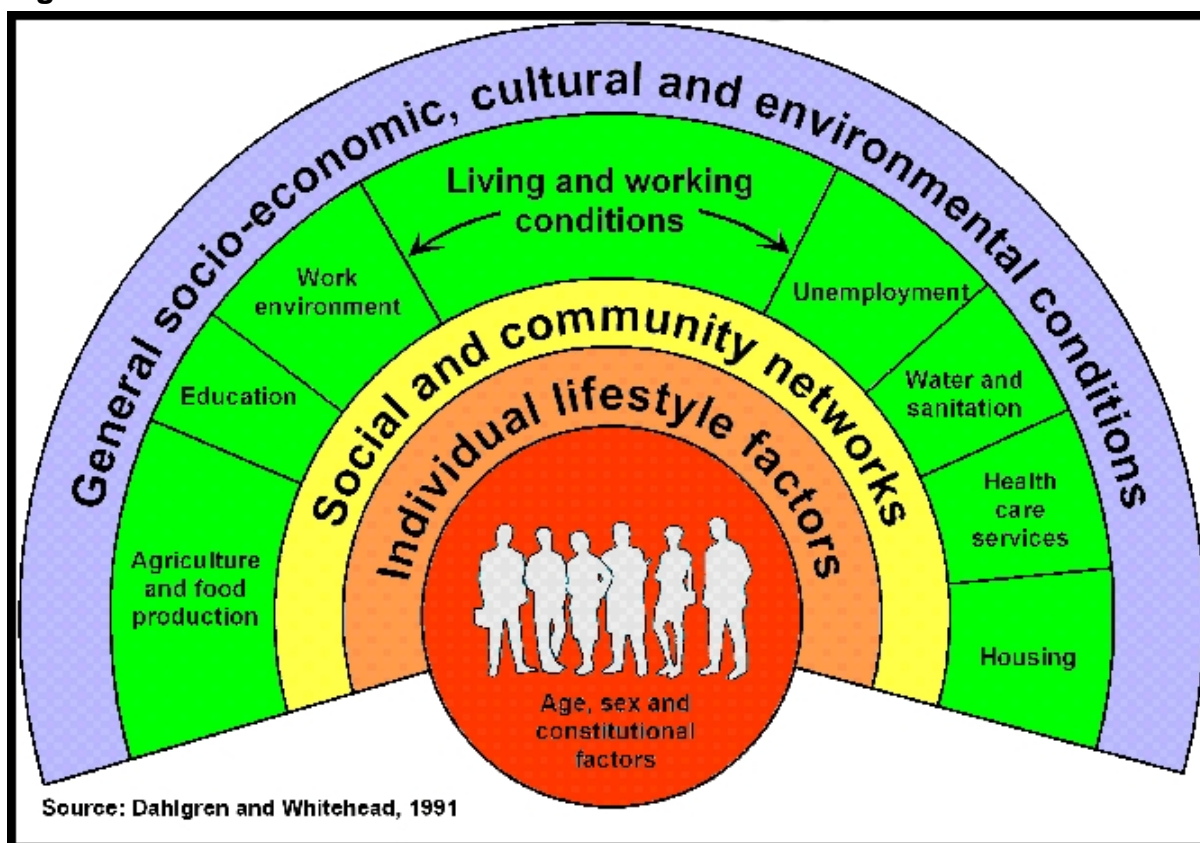 General socio-economic, cultural and environmental conditions
Living and working
conditions
Work
environment
Unemployment
Education
Water and
sanitation
Agriculture
and food
production
Health
care
services
Housing
Social and community networks
Individual lifestyle factors
Age, sex and
constitutional
factors
Source: Dahlgren and Whitehead, 1991